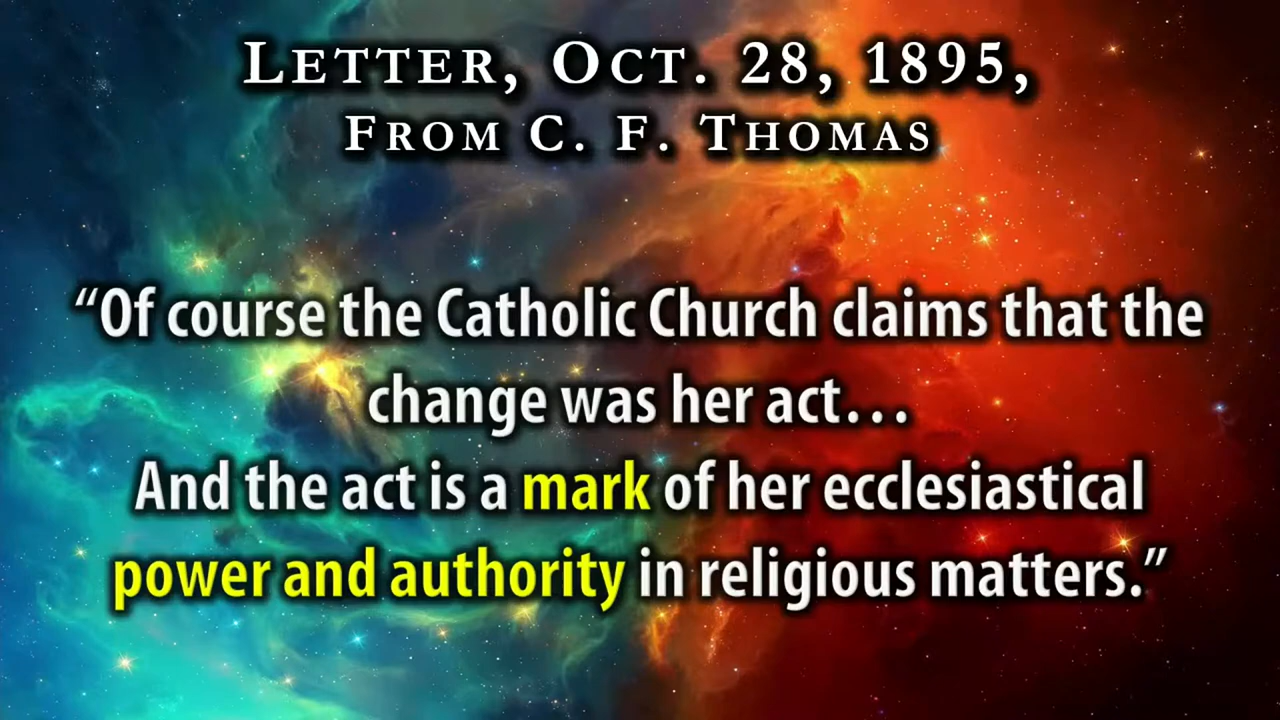 LETTER, OCT. 28, 1895,
FROM C. F. THOMAS
“Of course the Catholic Church claims that the
change was her act…
And the act is a mark of her ecclesiastical
power and authority in religious matters.”